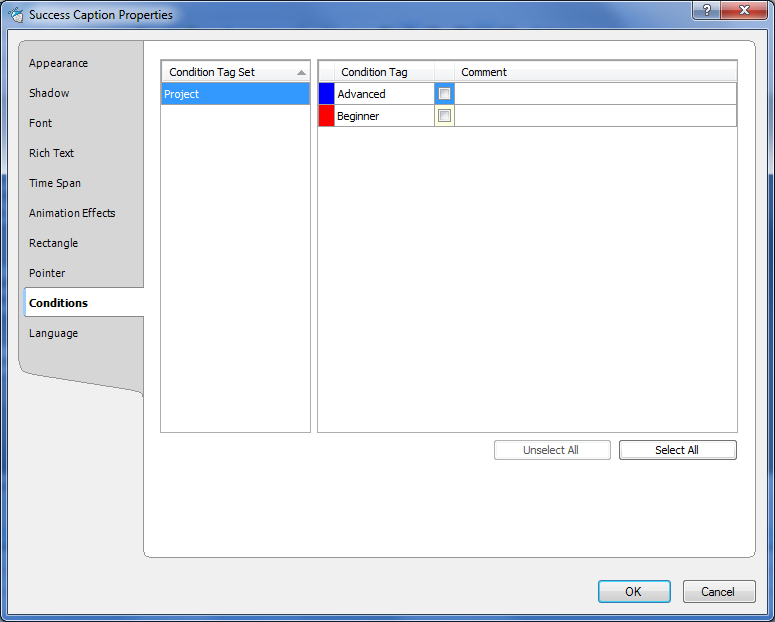 Success Caption Properties
?
Appearance
Shadow
Font
Rich Text
Time Span
Animation Effects
Rectangle
Pointer
Conditions
Language
Condition Tag Set
Project
Condition Tag Comment
Advanced
Beginner
Unselect All Select All
OK Cancel